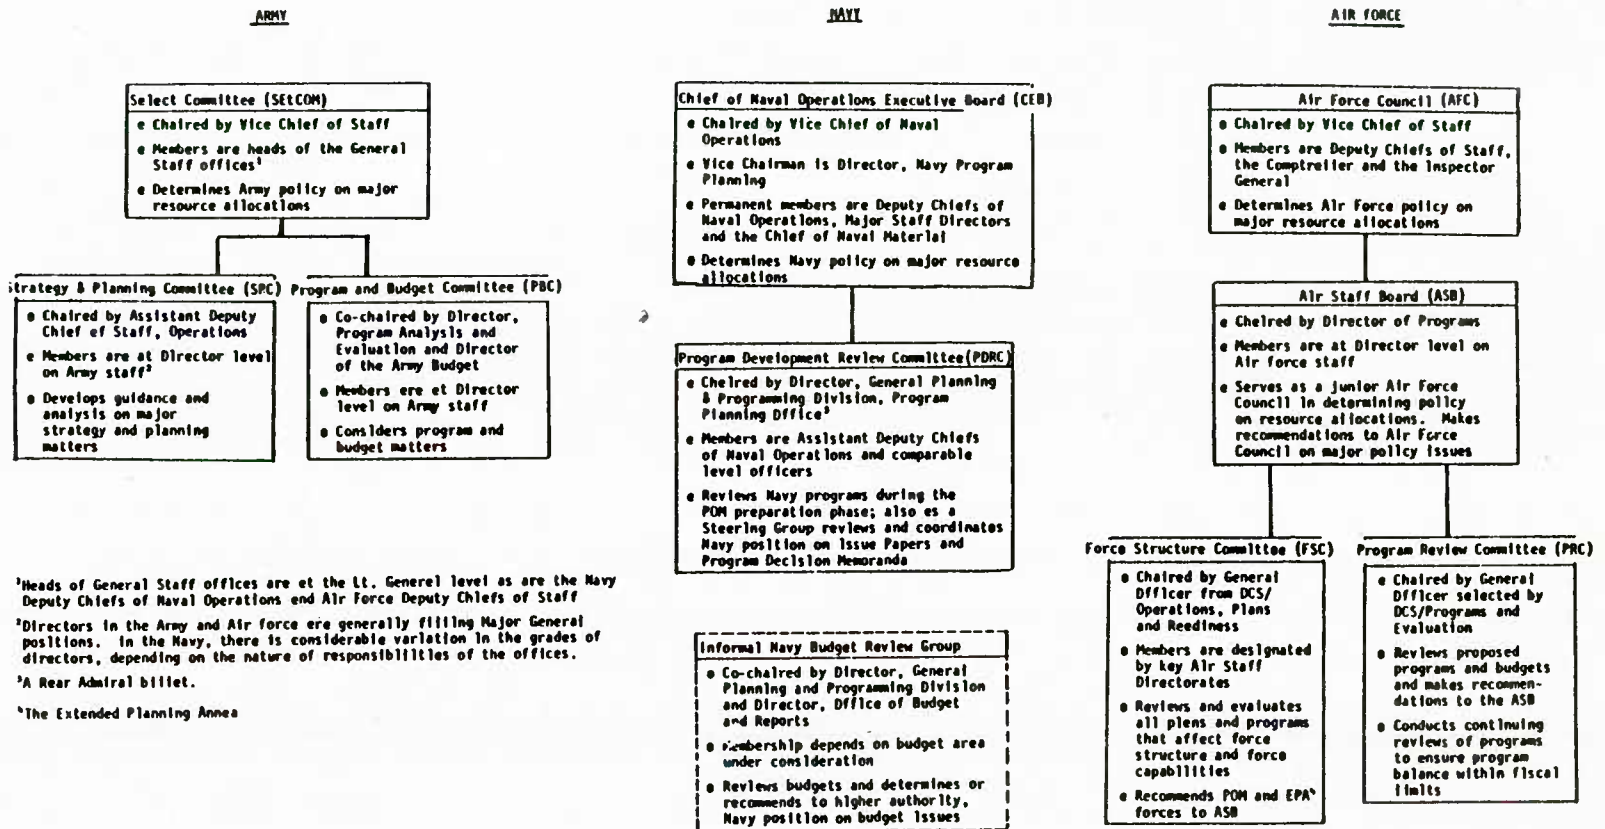 ARMY
Select Committee (SELCOM)
• Chaired by Vice Chief of Staff
• Members are heads of the General
Staff offices¹
• Determines Army policy on major
resource allocations
Strategy & Planning Committee (SPC)
• Chaired by Assistant Deputy
Chief of Staff, Operations
• Members are at Director level
on Army staff²
• Develops guidance and
analysis on major
strategy and planning
matters
Program and Budget Committee (PBC)
• Co-chaired by Director,
Program Analysis and
Evaluation and Director
of the Army Budget
• Members are at Director
level on Army staff
• Considers program and
budget matters
NAVY
Chief of Naval Operations Executive Board (CEB)
• Chaired by Vice Chief of Naval
Operations
• Vice Chairman is Director, Navy Program
Planning
• Permanent members are Deputy Chiefs of
Naval Operations, Major Staff Directors
and the Chief of Naval Material
• Determines Navy policy on major resource
allocations
Program Development Review Committee(PDRC)
• Chaired by Director, General Planning
& Programming Division, Program
Planning Office³
• Members are Assistant Deputy Chiefs
of Naval Operations and comparable
level officers
• Reviews Navy programs during the
POM preparation phase; also as a
Steering Group reviews and coordinates
Navy position on Issue Papers and
Program Decision Memoranda
Informal Navy Budget Review Group
• Co-chaired by Director, General
Planning and Programming Division
and Director, Office of Budget
and Reports
• Membership depends on budget area
under consideration
• Reviews budgets and determines or
recommends to higher authority,
Navy position on budget issues
AIR FORCE
Air Force Council (AFC)
• Chaired by Vice Chief of Staff
• Members are Deputy Chiefs of Staff,
the Comptroller and the Inspector
General
• Determines Air Force policy on
major resource allocations
Air Staff Board (ASB)
• Chaired by Director of Programs
• Members are at Director level on
Air Force staff
• Serves as a junior Air Force
Council in determining policy
on resource allocations. Makes
recommendations to Air Force
Council on major policy issues
Force Structure Committee (FSC)
• Chaired by General
Officer from DCS/
Operations, Plans
and Readiness
• Members are designated
by key Air Staff
Directorates
• Reviews and evaluates
all plans and programs
that affect force
structure and force
capabilities
• Recommends POM and EPA⁴
forces to ASB
Program Review Committee (PRC)
• Chaired by General
Officer selected by
DCS/Programs and
Evaluation
• Reviews proposed
programs and budgets
and makes recommen-
dations to the ASB
• Conducts continuing
reviews of programs
to ensure program
balance within fiscal
limits
¹Heads of General Staff offices are at the Lt. General level as are the Navy
Deputy Chiefs of Naval Operations and Air Force Deputy Chiefs of Staff
²Directors in the Army and Air Force are generally filling Major General
positions. In the Navy, there is considerable variation in the grades of
directors, depending on the nature of responsibilities of the offices.
³A Rear Admiral billet.
⁴The Extended Planning Annex